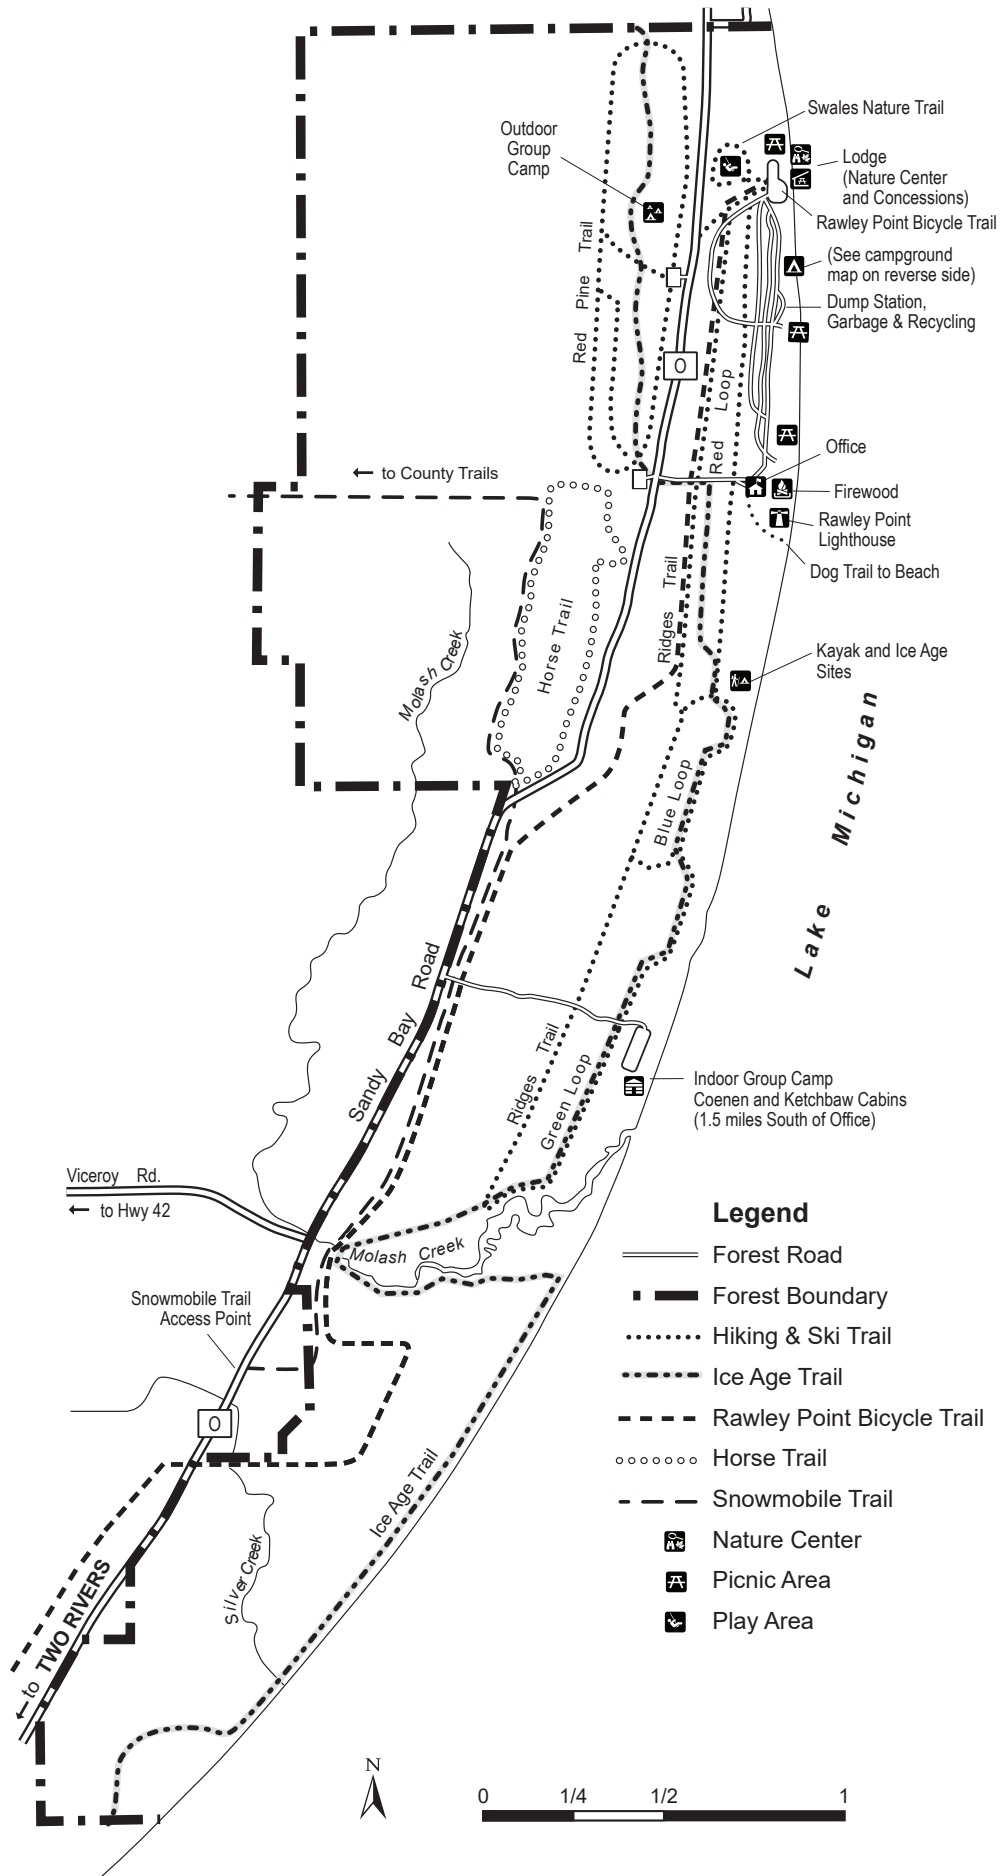 Swales Nature Trail
Outdoor
Group
Camp
Lodge
(Nature Center
and Concessions)
Rawley Point Bicycle Trail
(See campground
map on reverse side)
Dump Station,
Garbage & Recycling
Red Pine Trail
0
Red Loop
Office
to County Trails
Firewood
Rawley Point
Lighthouse
Dog Trail to Beach
Ridges Trail
Horse Trail
Molash Creek
Kayak and Ice Age
Sites
Lake Michigan
Blue Loop
Sandy Bay Road
Ridges Trail
Green Loop
Indoor Group Camp
Coenen and Ketchbaw Cabins
(1.5 miles South of Office)
Viceroy Rd.
to Hwy 42
Molash Creek
Snowmobile Trail
Access Point
0
Ice Age Trail
Silver Creek
to TWO RIVERS
Legend
Forest Road
Forest Boundary
Hiking & Ski Trail
Ice Age Trail
Rawley Point Bicycle Trail
Horse Trail
Snowmobile Trail
Nature Center
Picnic Area
Play Area
N
0 1/4 1/2 1